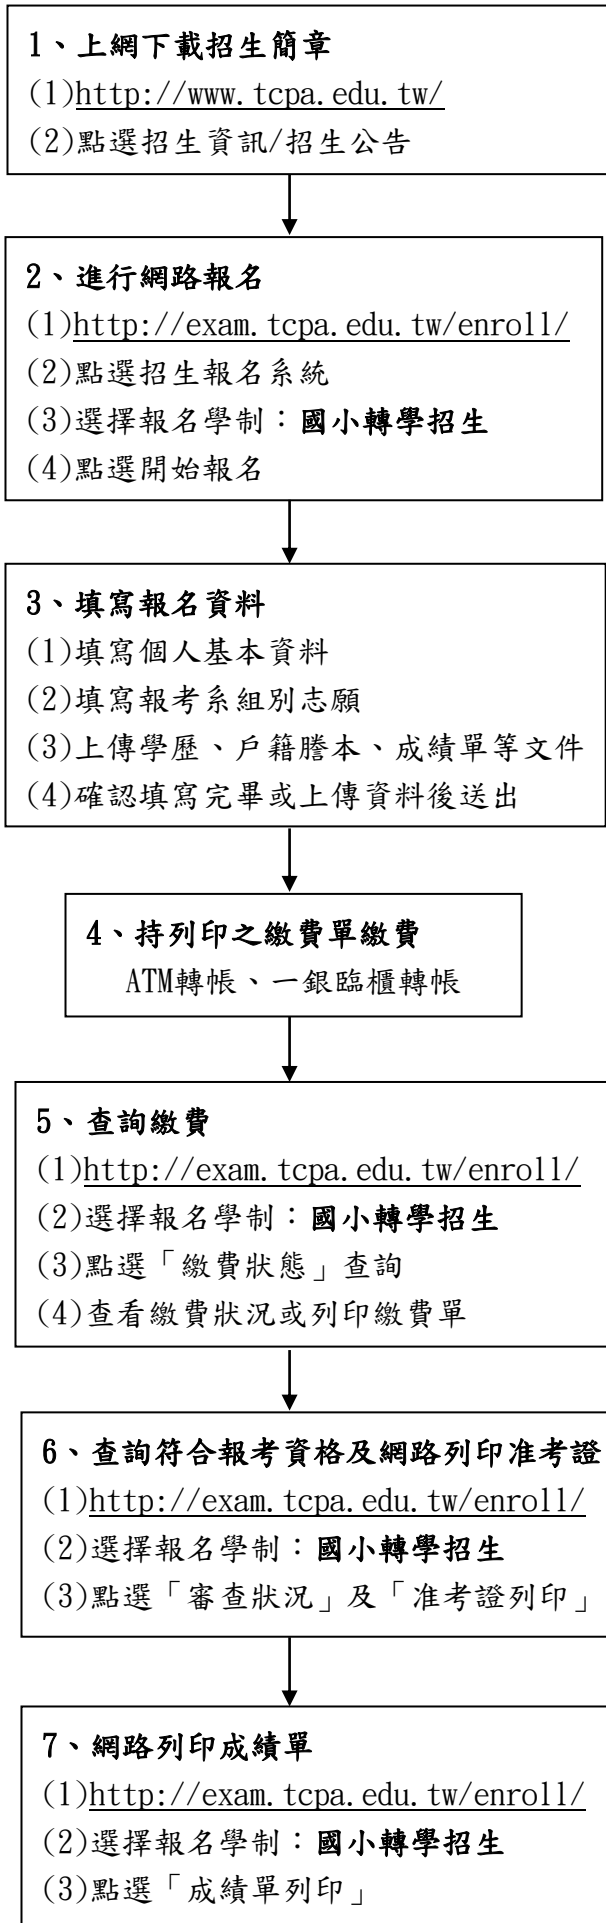 1、上網下載招生簡章
(1)http://www.tcpa.edu.tw/
(2)點選招生資訊/招生公告
2、進行網路報名
(1)http://exam.tcpa.edu.tw/enroll/
(2)點選招生報名系統
(3)選擇報名學制：國小轉學招生
(4)點選開始報名
3、填寫報名資料
(1)填寫個人基本資料
(2)填寫報考系組別志願
(3)上傳學歷、戶籍謄本、成績單等文件
(4)確認填寫完畢或上傳資料後送出
4、持列印之繳費單繳費
ATM轉帳、一銀臨櫃轉帳
5、查詢繳費
(1)http://exam.tcpa.edu.tw/enroll/
(2)選擇報名學制：國小轉學招生
(3)點選「繳費狀態」查詢
(4)查看繳費狀況或列印繳費單
6、查詢符合報考資格及網路列印准考證
(1)http://exam.tcpa.edu.tw/enroll/
(2)選擇報名學制：國小轉學招生
(3)點選「審查狀況」及「准考證列印」
7、網路列印成績單
(1)http://exam.tcpa.edu.tw/enroll/
(2)選擇報名學制：國小轉學招生
(3)點選「成績單列印」